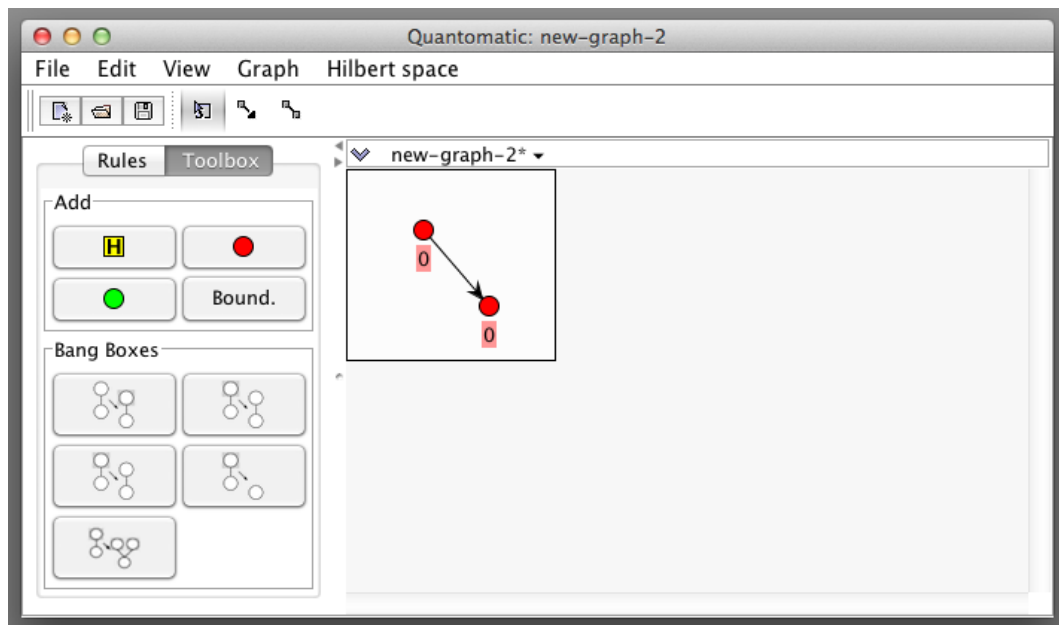 Quantomatic: new-graph-2
File Edit View Graph Hilbert space
Rules Toolbox
new-graph-2*
Add
H
Bound.
0
0
Bang Boxes